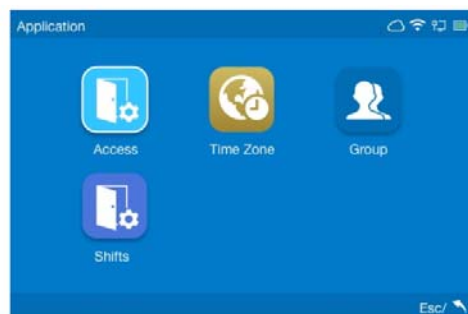 Application
Access
Time Zone
Group
Shifts
Esc/